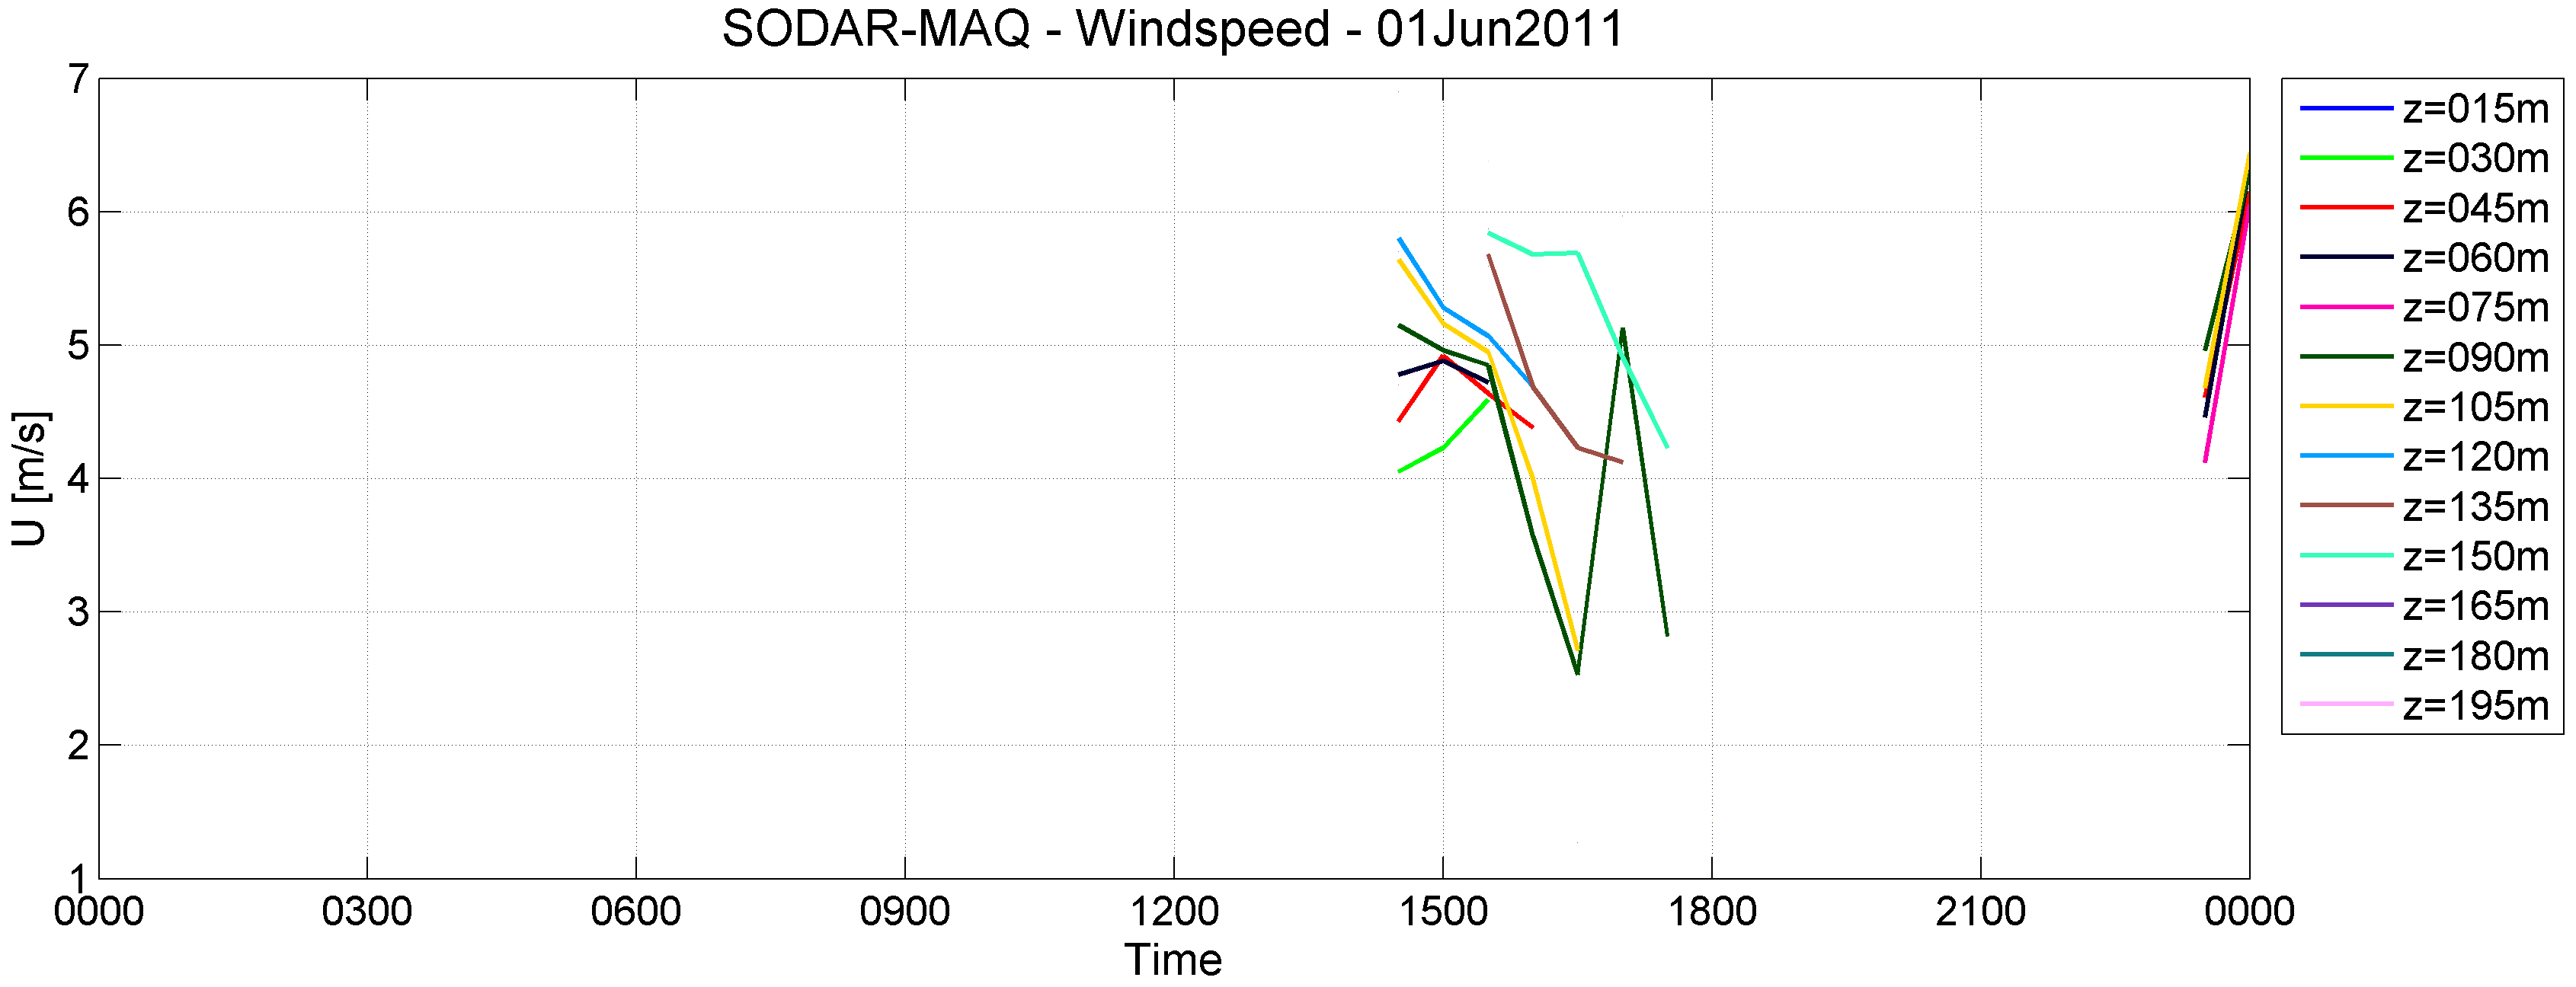 SODAR-MAQ - Windspeed - 01Jun2011
7
6
5
4
3
2
1
U [m/s]
0000 0300 0600 0900 1200 1500 1800 2100 0000
Time
z=015m
z=030m
z=045m
z=060m
z=075m
z=090m
z=105m
z=120m
z=135m
z=150m
z=165m
z=180m
z=195m